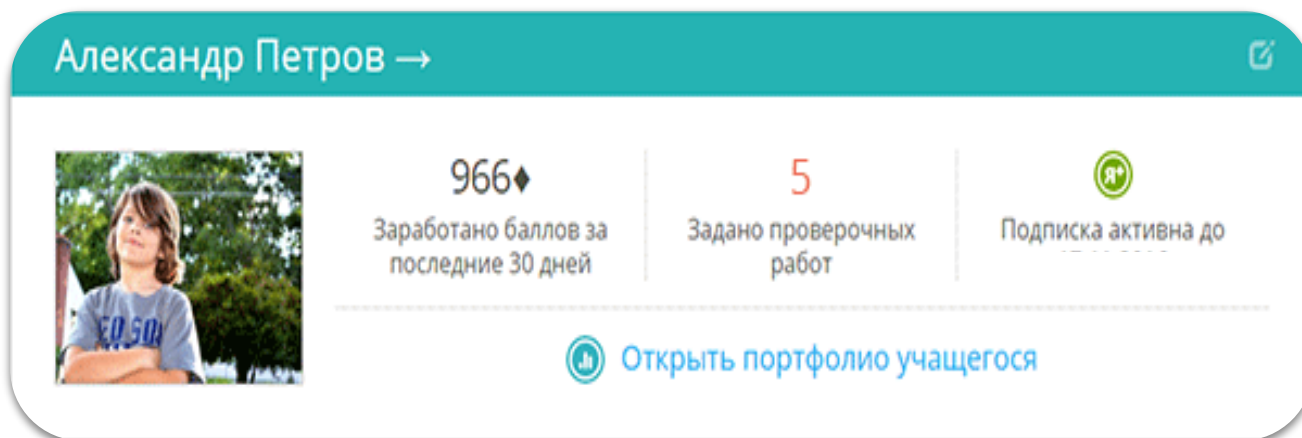 Александр Петров →
966♦
Заработано баллов за
последние 30 дней
5
Задано проверочных
работ
Я+
Подписка активна до
Открыть портфолио учащегося